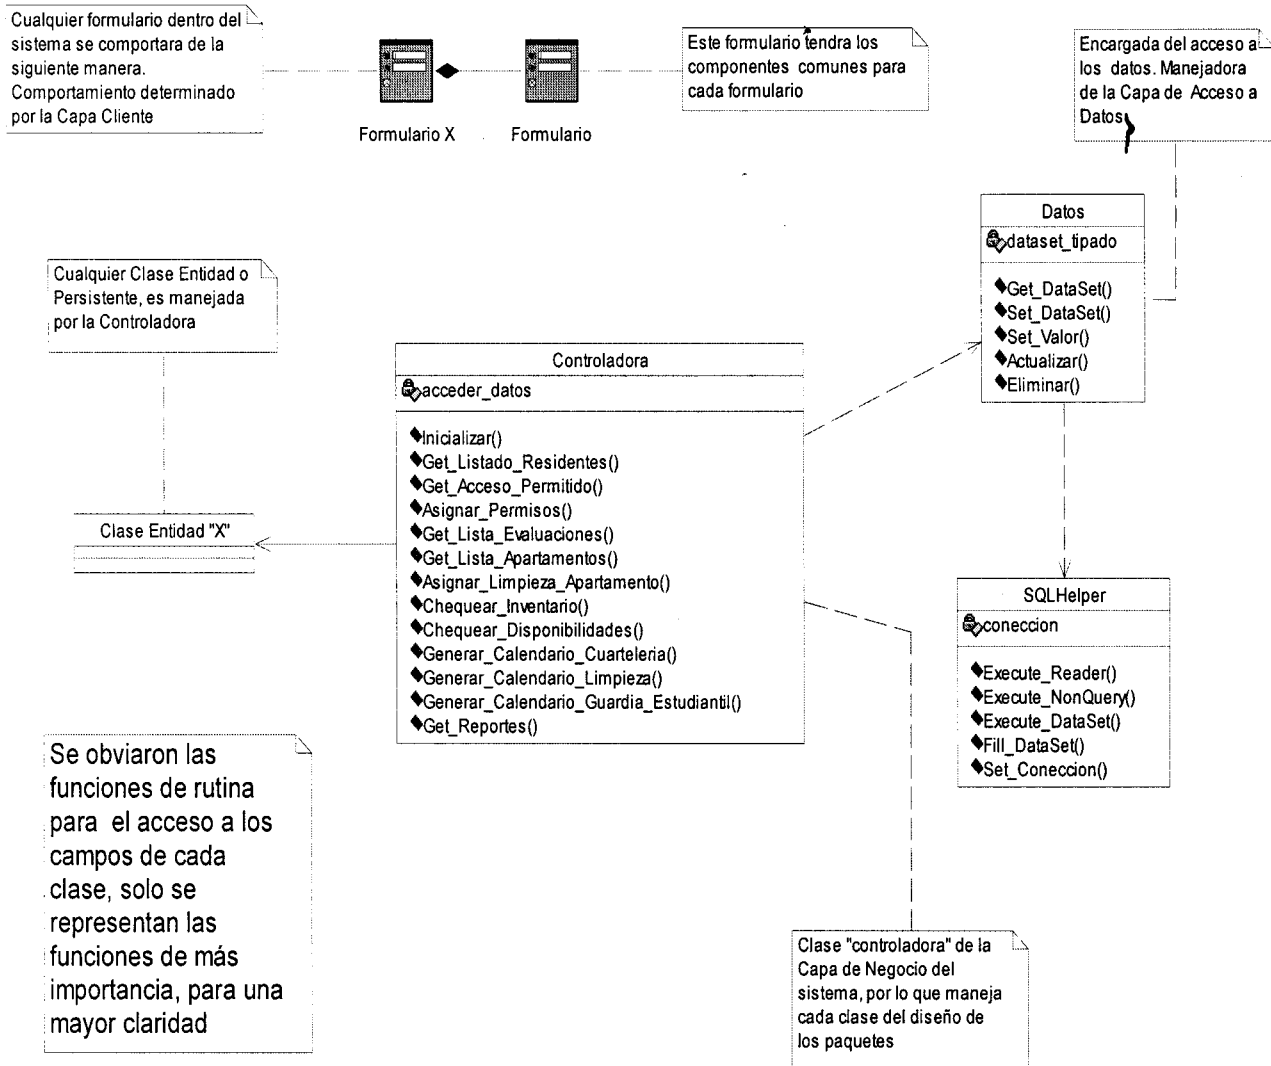 Cualquier formulario dentro del
sistema se comportara de la
siguiente manera.
Comportamiento determinado
por la Capa Cliente
Formulario X
Formulario
Este formulario tendra los
componentes comunes para
cada formulario
Encargada del acceso a
los datos. Manejadora
de la Capa de Acceso a
Datos
Datos
dataset_tipado
Get_DataSet()
Set_DataSet()
Set_Valor()
Actualizar()
Eliminar()
Cualquier Clase Entidad o
Persistente, es manejada
por la Controladora
Controladora
acceder_datos
Inicializar()
Get_Listado_Residentes()
Get_Acceso_Permitido()
Asignar_Permisos()
Get_Lista_Evaluaciones()
Get_Lista_Apartamentos()
Asignar_Limpieza_Apartamento()
Chequear_Inventario()
Chequear_Disponibilidades()
Generar_Calendario_Cuarteleria()
Generar_Calendario_Limpieza()
Generar_Calendario_Guardia_Estudiantil()
Get_Reportes()
Clase Entidad "X"
SQLHelper
coneccion
Execute_Reader()
Execute_NonQuery()
Execute_DataSet()
Fill_DataSet()
Set_Coneccion()
Se obviaron las
funciones de rutina
para el acceso a los
campos de cada
clase, solo se
representan las
funciones de más
importancia, para una
mayor claridad
Clase "controladora" de la
Capa de Negocio del
sistema, por lo que maneja
cada clase del diseño de
los paquetes